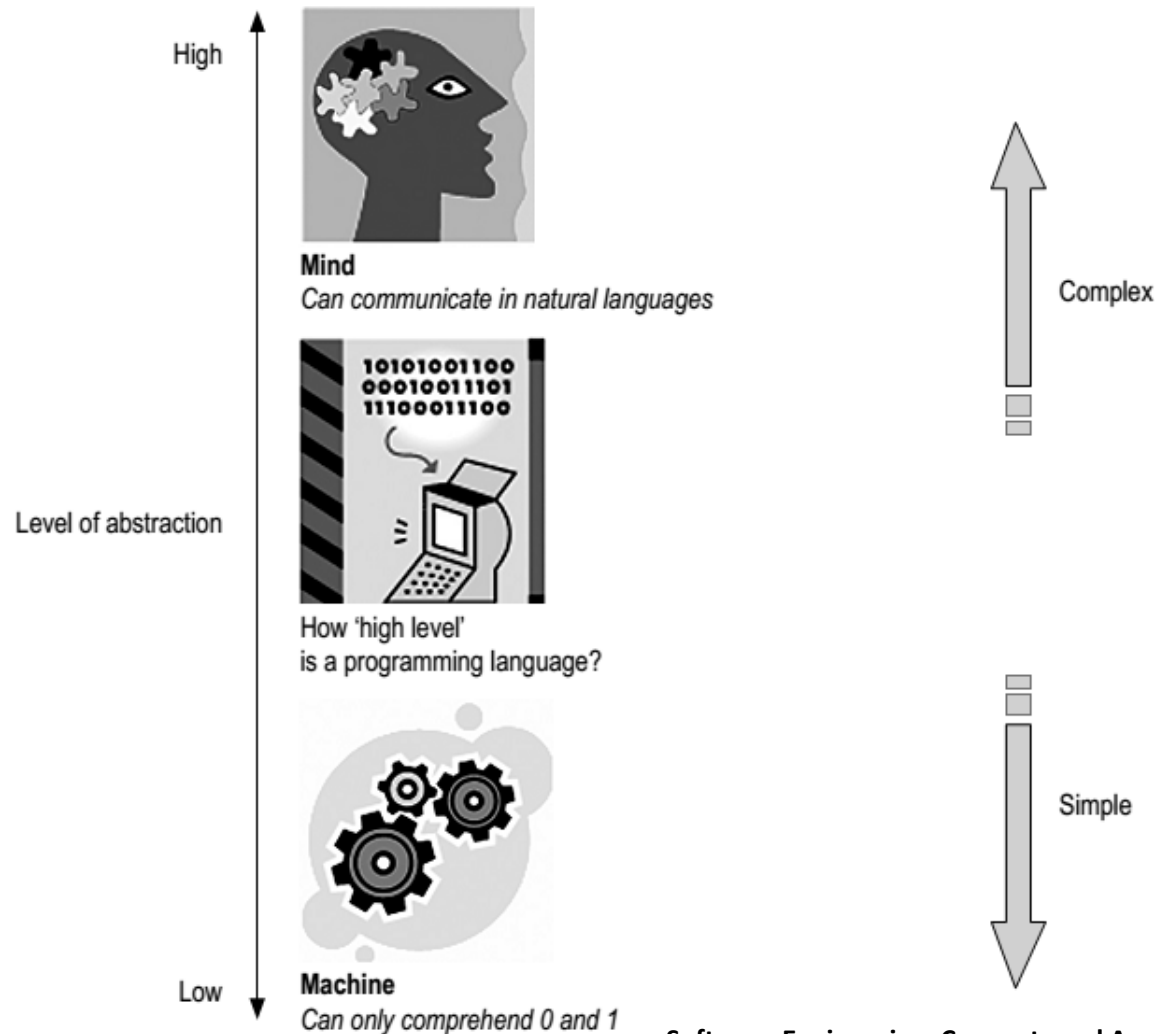 High
Mind
Can communicate in natural languages
Complex
10101001100
00010011101
11100011100
Level of abstraction
How ‘high level’
is a programming language?
Simple
Low
Machine
Can only comprehend 0 and 1